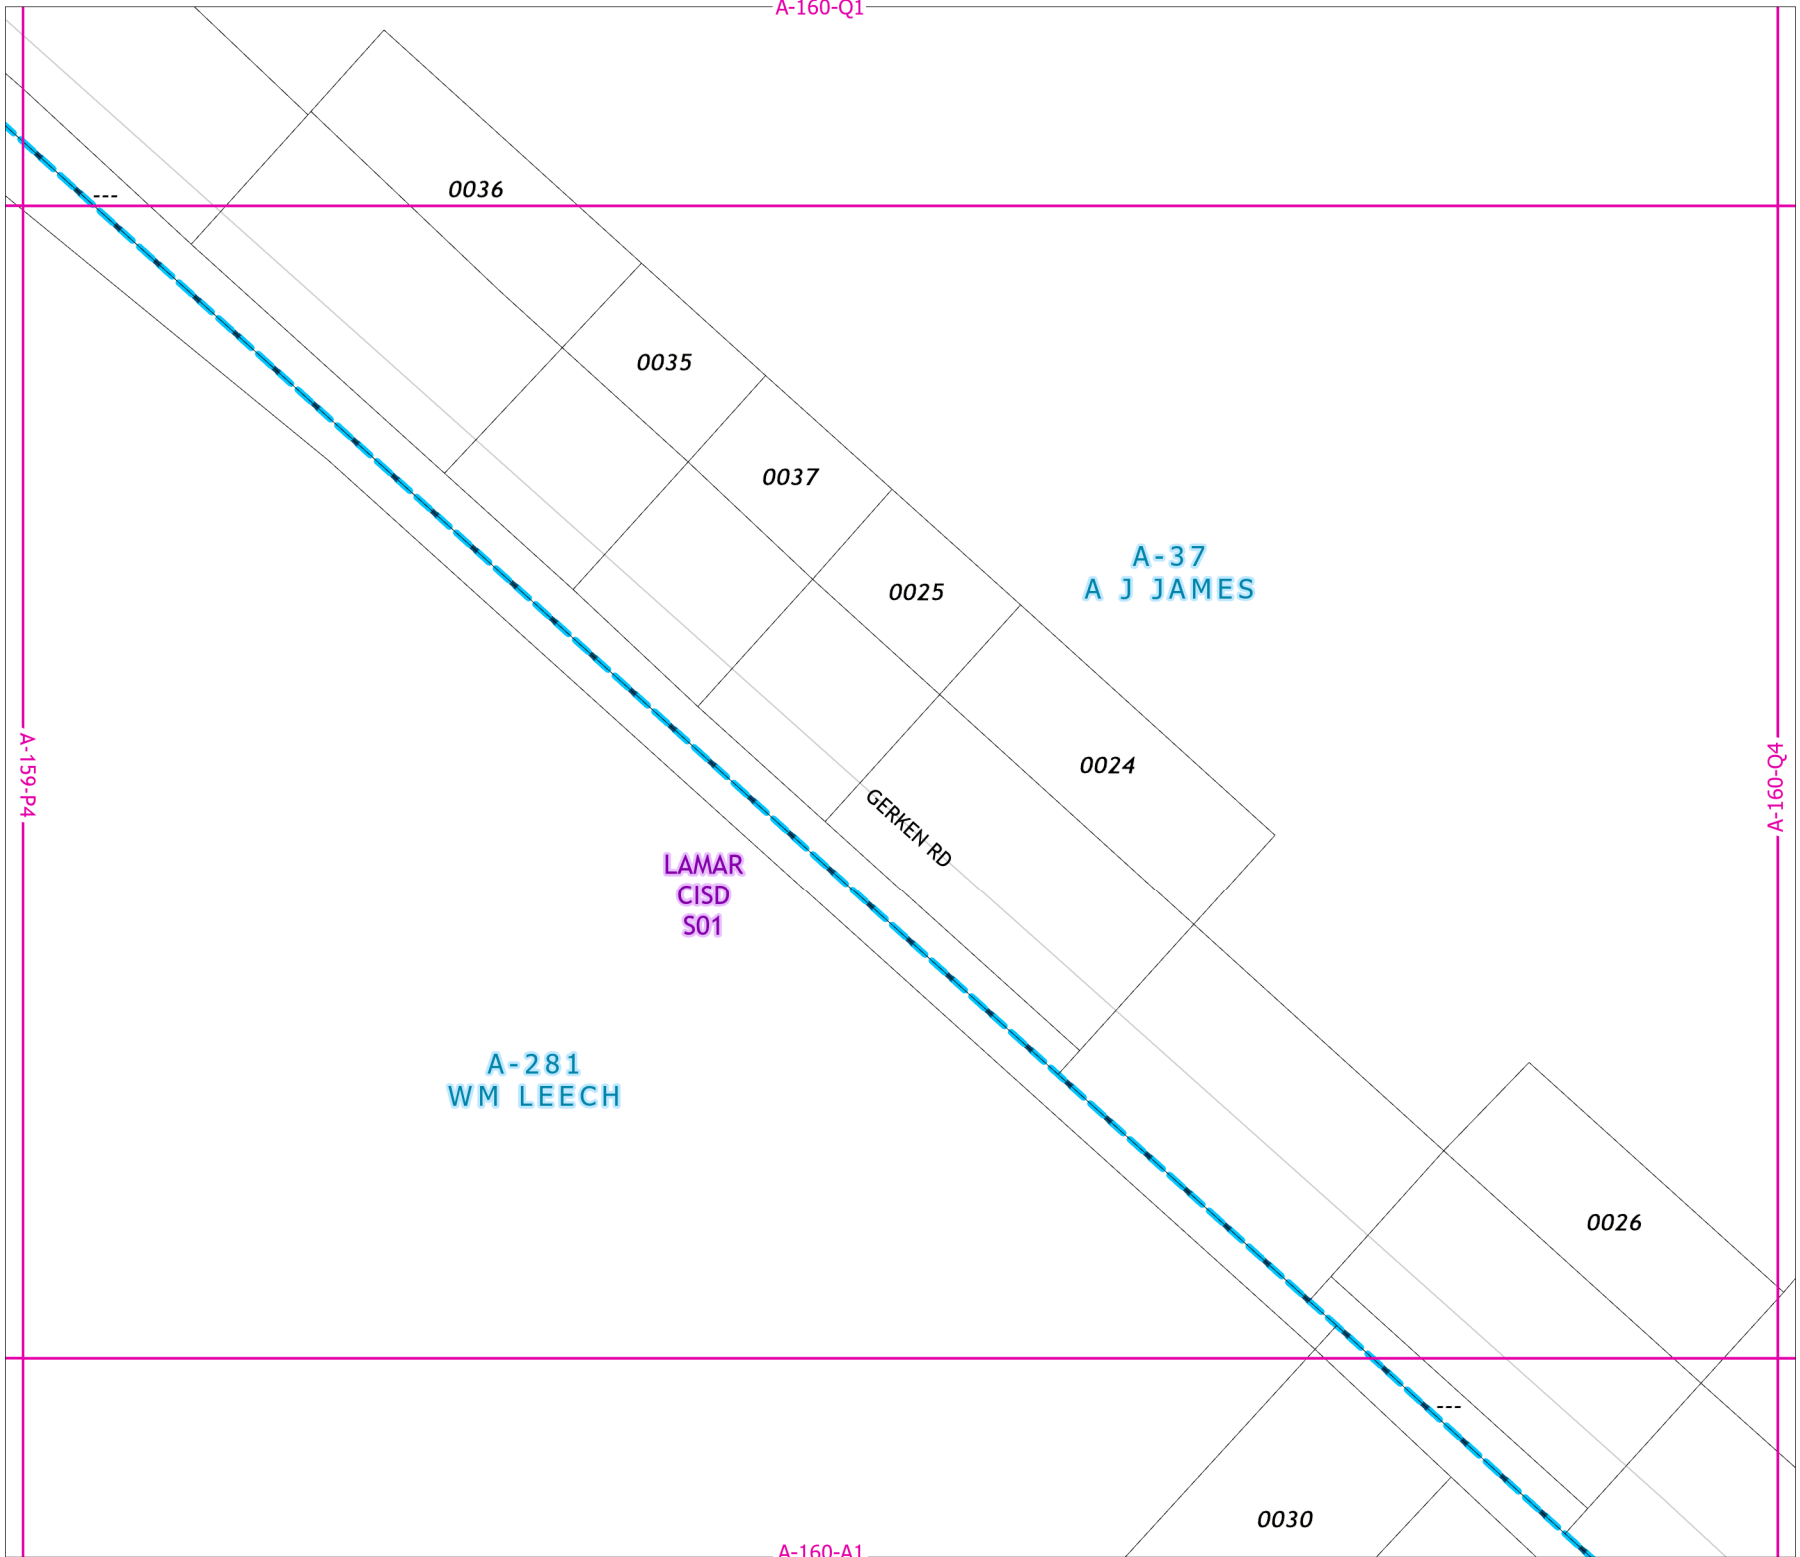 A-160-Q1
0036
---
0035
0037
A-37
A J JAMES
0025
0024
A-159-P4
A-160-Q4
GERKEN RD
LAMAR
CISD
S01
A-281
WM LEECH
0026
---
0030
A-160-A1